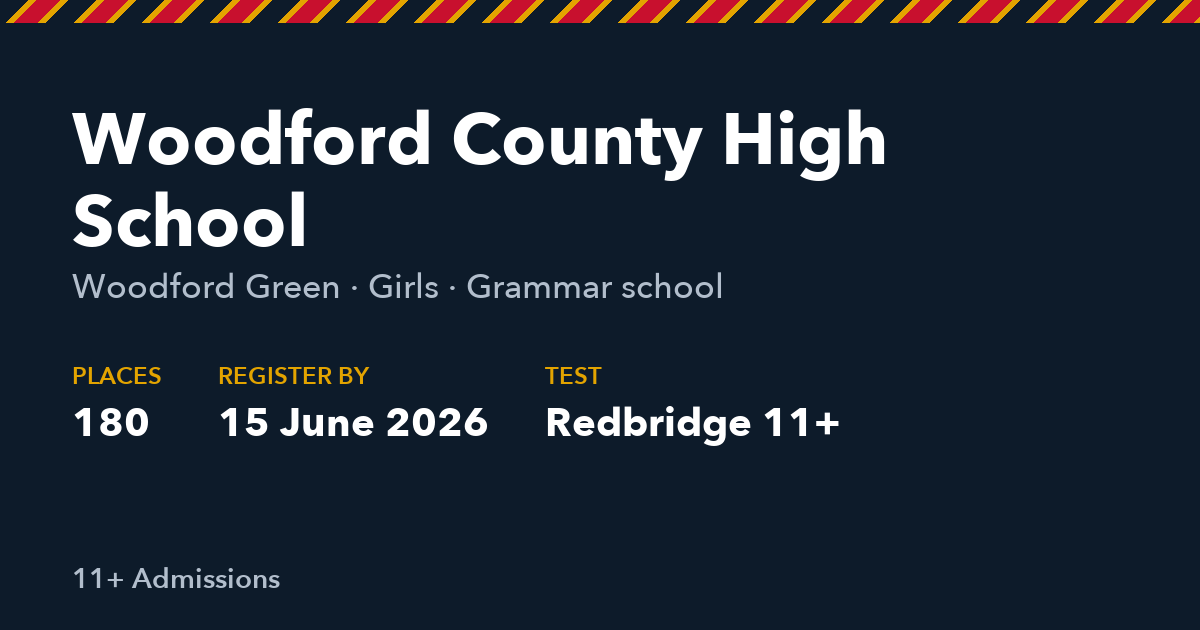 Woodford County High
School
Woodford Green · Girls · Grammar school
PLACES REGISTER BY TEST
180 15 June 2026 Redbridge 11+
11+ Admissions